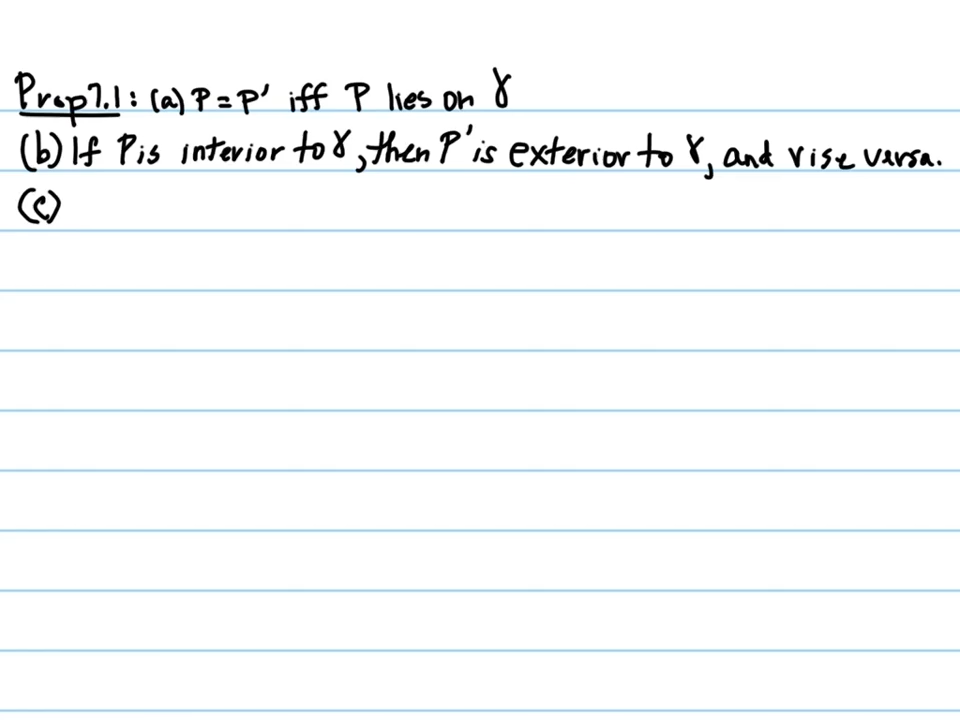 Prop 7.1: (a) P = P' iff P lies on γ
(b) If P is interior to γ, then P' is exterior to γ, and vise versa.
(c)